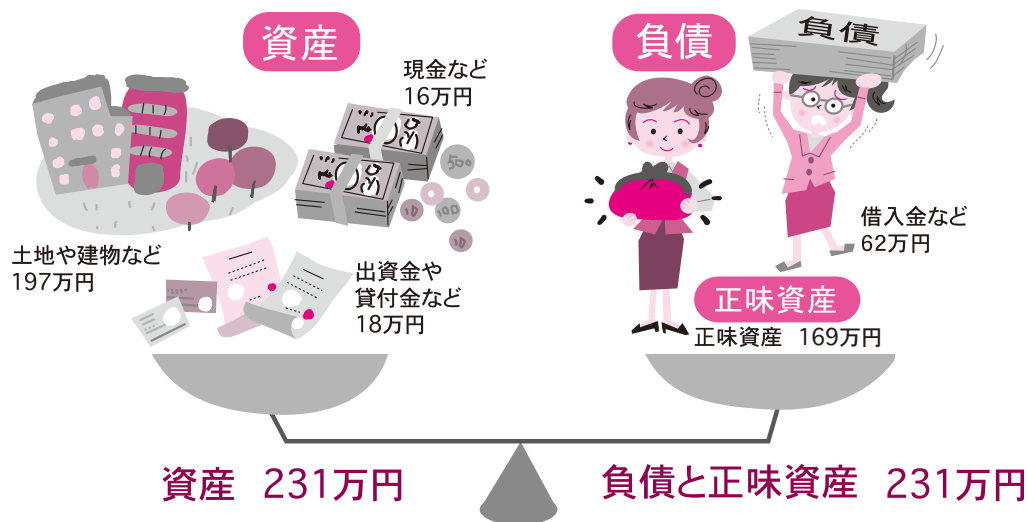 資産
現金など
16万円
土地や建物など
197万円
出資金や
貸付金など
18万円
負債
負債
借入金など
62万円
正味資産
正味資産 169万円
500
10
100
10
資産 231万円
負債と正味資産 231万円